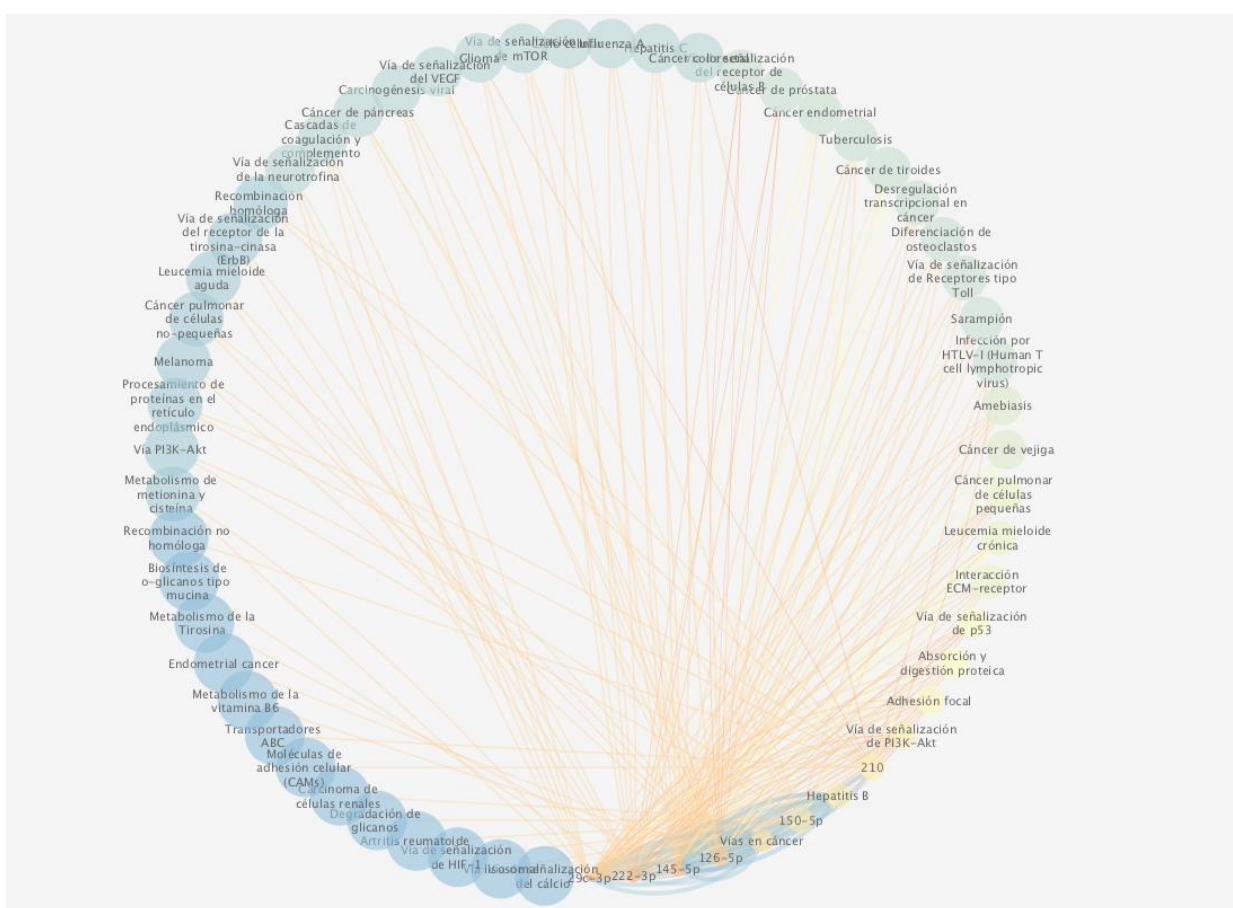 Vía de señalización
de mTOR
Influenza A
Hepatitis C
Cáncer colorectal
señalización
del receptor de
células B
Glioma
Vía de señalización
del VEGF
Carcinogénesis viral
Cáncer de páncreas
Cascadas de
coagulación y
complemento
Vía de señalización
de la neurotrofina
Recombinación
homóloga
Vía de señalización
del receptor de la
tirosina-cinasa
(ErbB)
Leucemia mieloide
aguda
Cáncer pulmonar
de células
no-pequeñas
Melanoma
Procesamiento de
proteínas en el
retículo
endoplásmico
Vía PI3K-Akt
Metabolismo de
metionina y
cisteína
Recombinación no
homóloga
Biosíntesis de
o-glicanos tipo
mucina
Metabolismo de la
Tirosina
Endometrial cancer
Metabolismo de la
vitamina B6
Transportadores
ABC
Moléculas de
adhesión celular
(CAMs)
Carcinoma de
células renales
Degradación de
glicanos
Artritis reumatoide
Vía de señalización
de HIF-1
señalización
del cálcio
29c-3p
222-3p
145-5p
126-5p
Vías en cáncer
150-5p
Hepatitis B
210
Vía de señalización
de PI3K-Akt
Adhesión focal
Absorción y
digestión proteica
Vía de señalización
de p53
Interacción
ECM-receptor
Leucemia mieloide
crónica
Cáncer pulmonar
de células
pequeñas
Cáncer de vejiga
Amebiasis
Infección por
HTLV-I (Human T
cell lymphotropic
virus)
Sarampión
Vía de señalización
de Receptores tipo
Toll
Diferenciación de
osteoclastos
Desregulación
transcripcional en
cáncer
Cáncer de tiroides
Tuberculosis
Cáncer endometrial
Cáncer de próstata